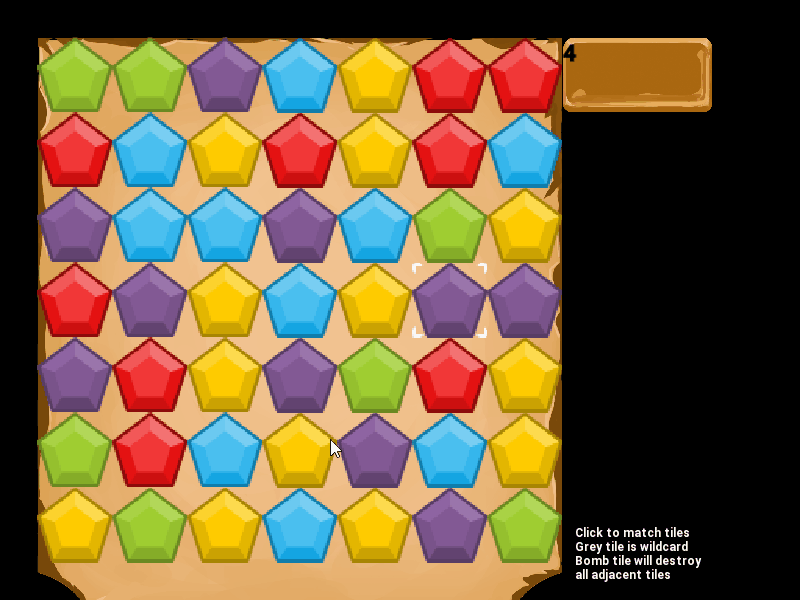 4
Click to match tiles
Grey tile is wildcard
Bomb tile will destroy
all adjacent tiles